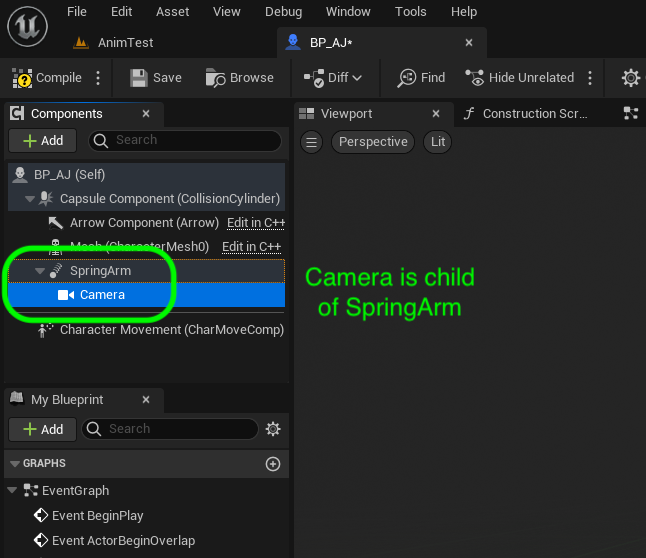 File Edit Asset View Debug Window Tools Help
AnimTest
BP_AJ*
Compile
Save
Browse
Diff
Find
Hide Unrelated
Components
Viewport
Construction Scr...
Add
Search
Perspective
Lit
BP_AJ (Self)
Capsule Component (CollisionCylinder)
Arrow Component (Arrow) Edit in C++
Mesh (CharacterMesh0) Edit in C++
SpringArm
Camera
Character Movement (CharMoveComp)
Camera is child
of SpringArm
My Blueprint
Add
Search
GRAPHS
EventGraph
Event BeginPlay
Event ActorBeginOverlap